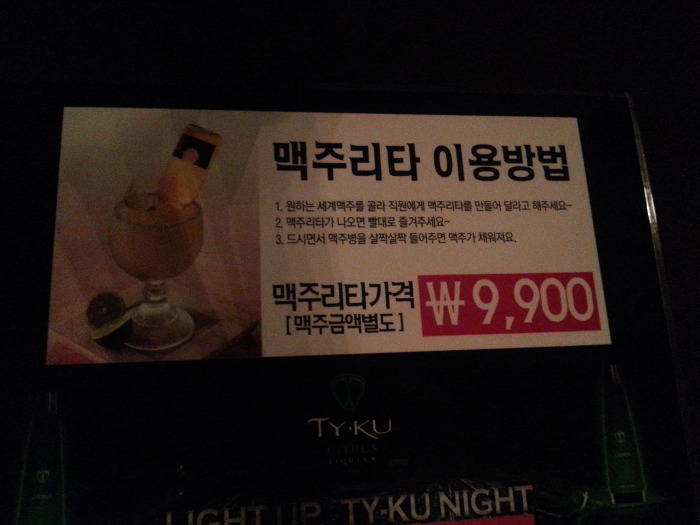 맥주리타 이용방법
1. 원하는 세계맥주를 골라 직원에게 맥주리타를 만들어 달라고 해주세요~
2. 맥주리타가 나오면 빨대로 즐겨주세요~
3. 드시면서 맥주병을 살짝살짝 들어주면 맥주가 채워져요.
맥주리타가격
[맥주금액별도]
₩9,900
TY·KU
CITRUS
LIQUEUR
LIGHT UP TY-KU NIGHT